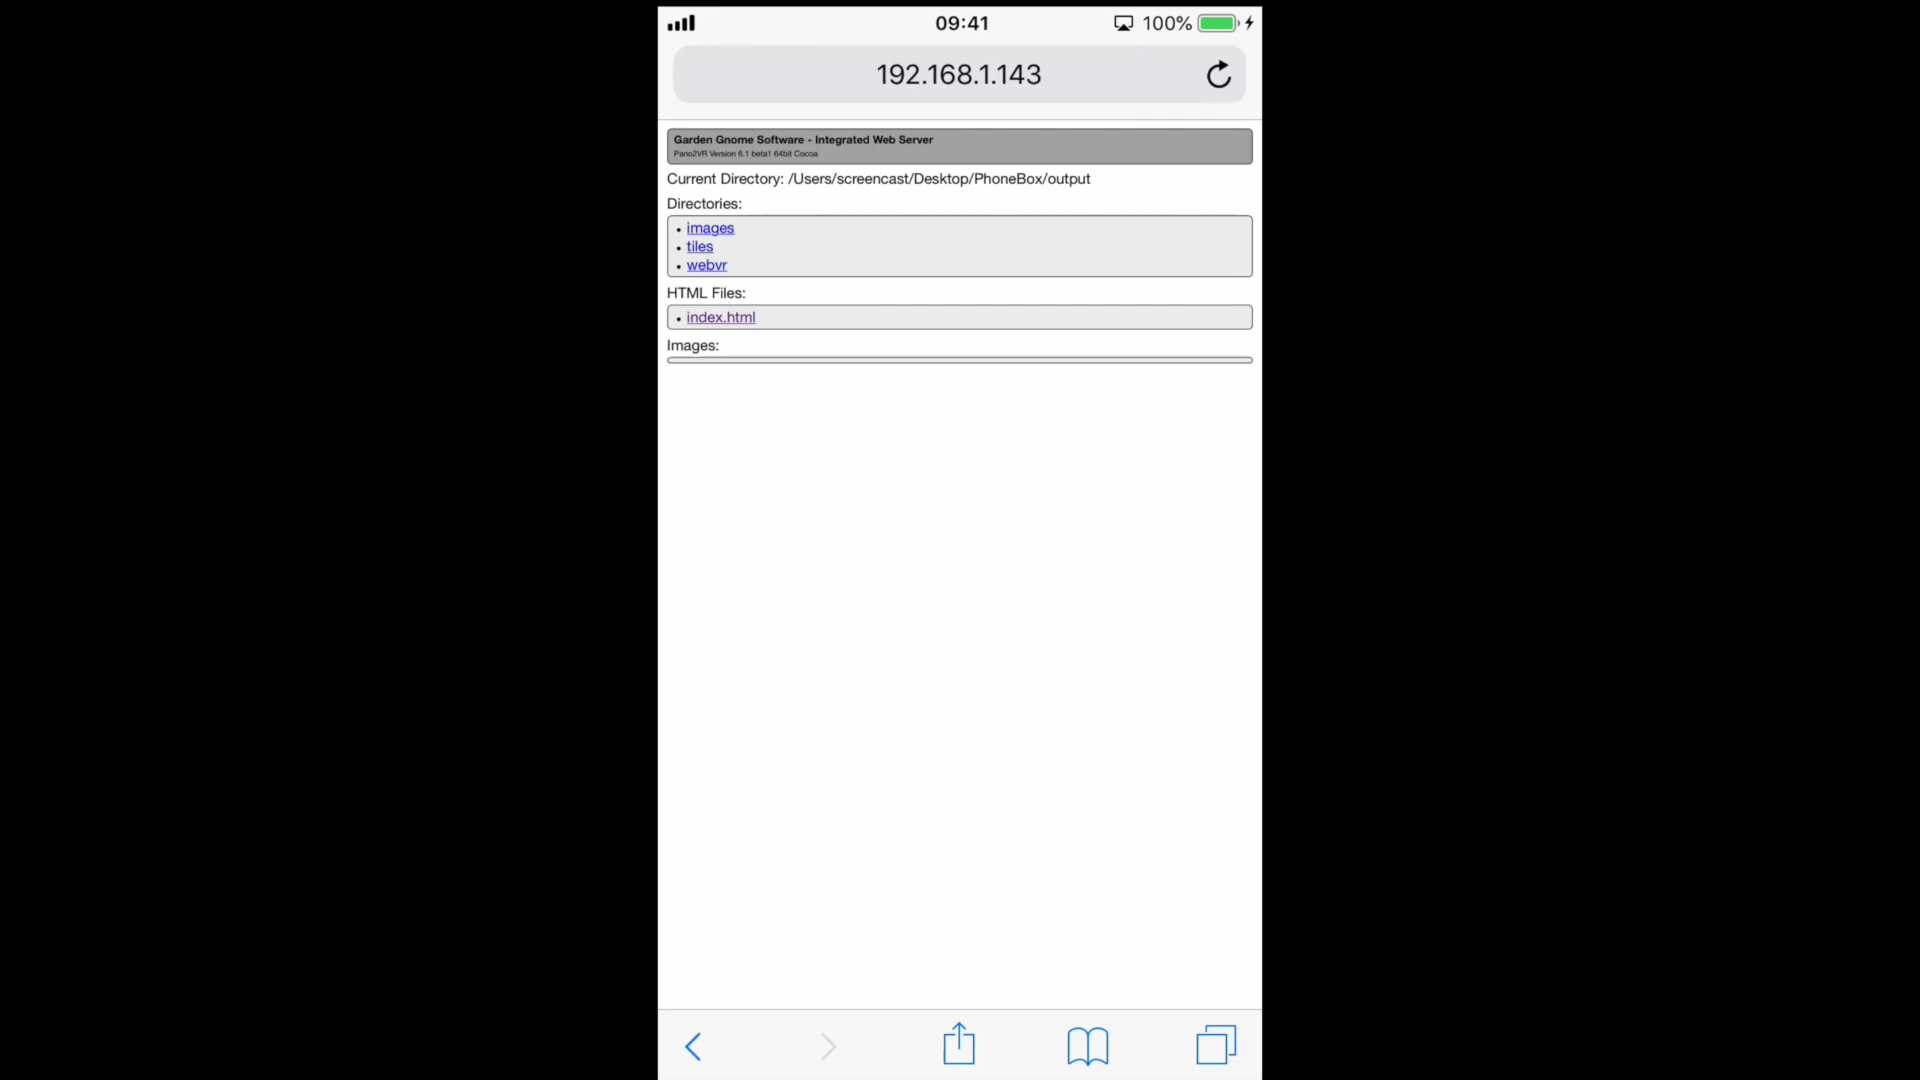 09:41
100%
192.168.1.143
Garden Gnome Software - Integrated Web Server
Pano2VR Version 6.1 beta1 64bit Cocoa
Current Directory: /Users/screencast/Desktop/PhoneBox/output
Directories:
• images
• tiles
• webvr
HTML Files:
• index.html
Images: